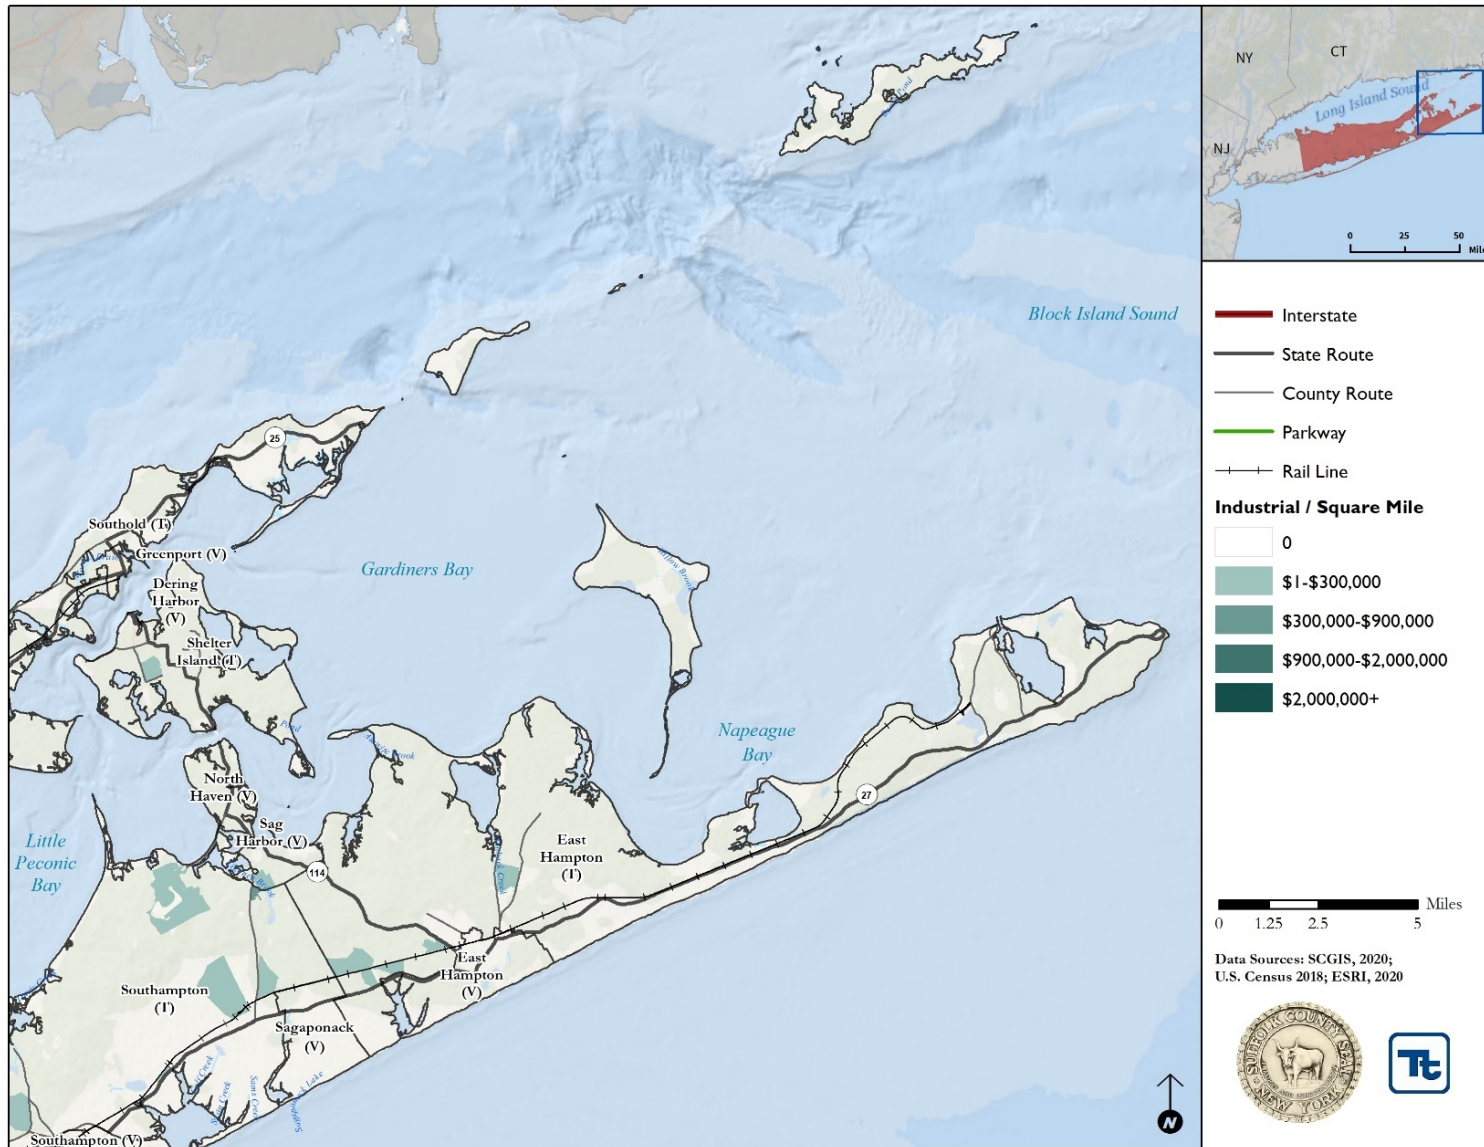 NY
CT
Long Island Sound
NJ
0 25 50
Mile
Block Island Sound
Interstate
State Route
County Route
Parkway
Rail Line
Industrial / Square Mile
0
$1-$300,000
$300,000-$900,000
$900,000-$2,000,000
$2,000,000+
25
Southold (T)
Greenport (V)
Gardiners Bay
Dering
Harbor
(V)
Shelter
Island (T)
Pond
Napeague
Bay
North
Haven (V)
27
Sag
Harbor (V)
Little
Peconic
Bay
East
Hampton
(T)
114
Southampton
(T)
East
Hampton
(V)
Sagaponack
(V)
Southampton (V)
Miles
0 1.25 2.5 5
Data Sources: SCGIS, 2020;
U.S. Census 2018; ESRI, 2020
SUFFOLK COUNTY SEAL
NEW YORK
Tt
N